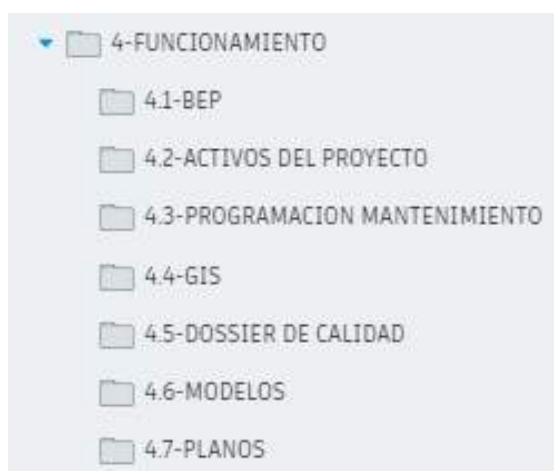 4-FUNCIONAMIENTO
4.1-BEP
4.2-ACTIVOS DEL PROYECTO
4.3-PROGRAMACION MANTENIMIENTO
4.4-GIS
4.5-DOSSIER DE CALIDAD
4.6-MODELOS
4.7-PLANOS